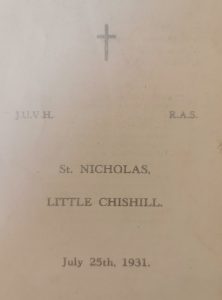 J.U.V.H. R.A.S.
St. NICHOLAS,
LITTLE CHISHILL.
July 25th, 1931.